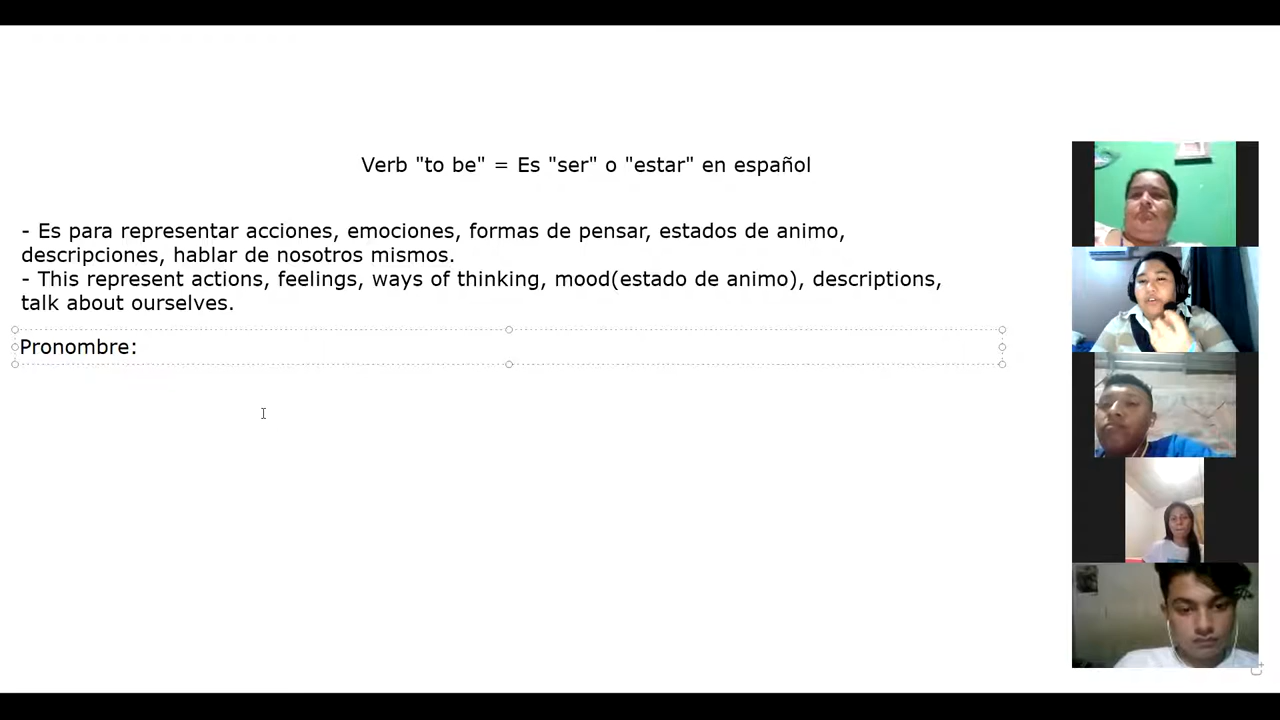 Verb "to be" = Es "ser" o "estar" en español
- Es para representar acciones, emociones, formas de pensar, estados de animo,
descripciones, hablar de nosotros mismos.
- This represent actions, feelings, ways of thinking, mood(estado de animo), descriptions,
talk about ourselves.
Pronombre: